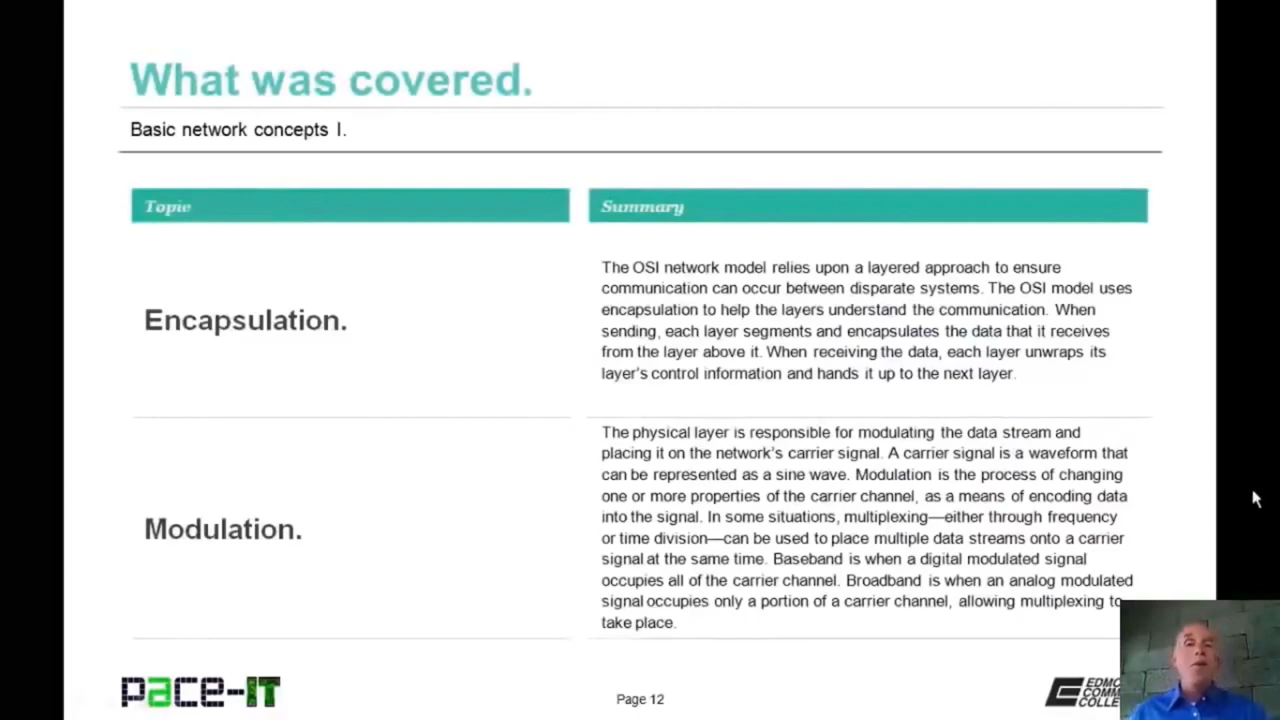 What was covered.
Basic network concepts I.
Topic
Summary
Encapsulation.
The OSI network model relies upon a layered approach to ensure
communication can occur between disparate systems. The OSI model uses
encapsulation to help the layers understand the communication. When
sending, each layer segments and encapsulates the data that it receives
from the layer above it. When receiving the data, each layer unwraps its
layer's control information and hands it up to the next layer.
Modulation.
The physical layer is responsible for modulating the data stream and
placing it on the network's carrier signal. A carrier signal is a waveform that
can be represented as a sine wave. Modulation is the process of changing
one or more properties of the carrier channel, as a means of encoding data
into the signal. In some situations, multiplexing—either through frequency
or time division—can be used to place multiple data streams onto a carrier
signal at the same time. Baseband is when a digital modulated signal
occupies all of the carrier channel. Broadband is when an analog modulated
signal occupies only a portion of a carrier channel, allowing multiplexing to
take place.
pace-IT
Page 12